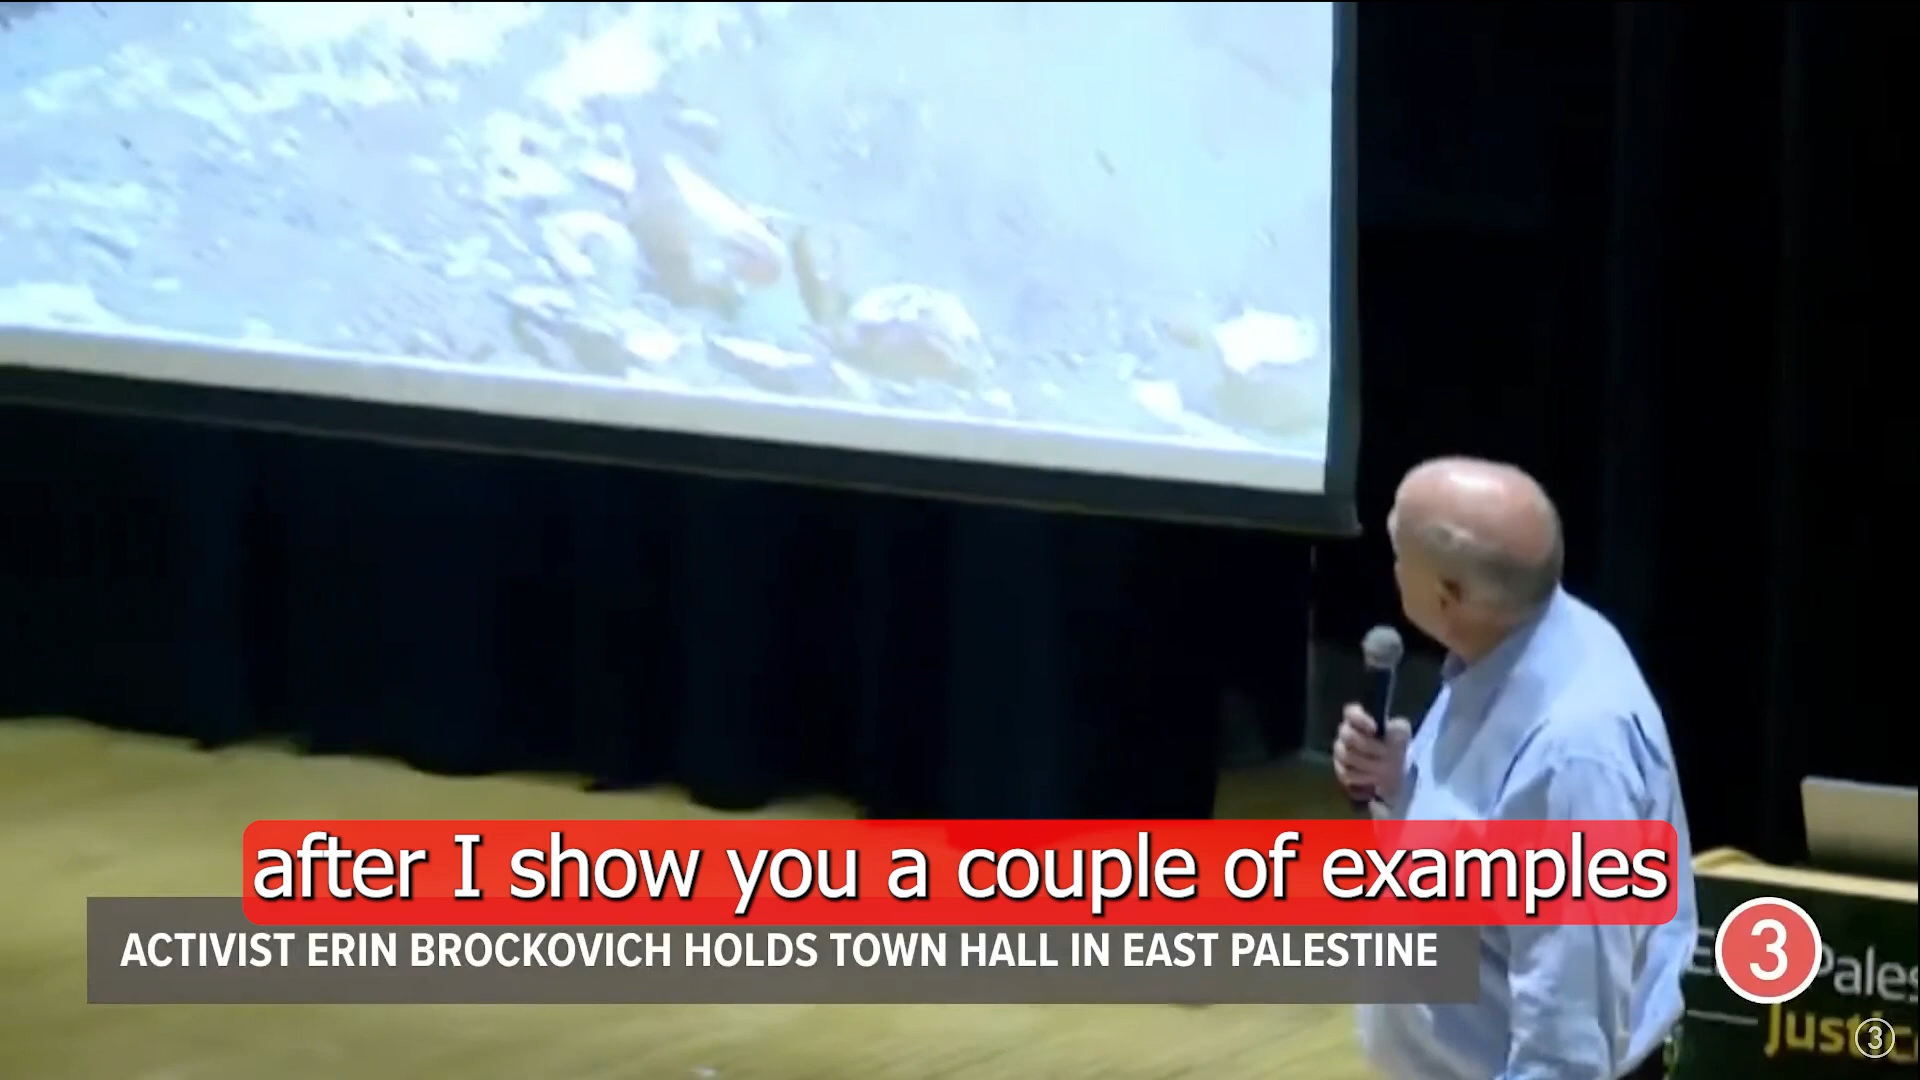 after I show you a couple of examples
ACTIVIST ERIN BROCKOVICH HOLDS TOWN HALL IN EAST PALESTINE
3
3